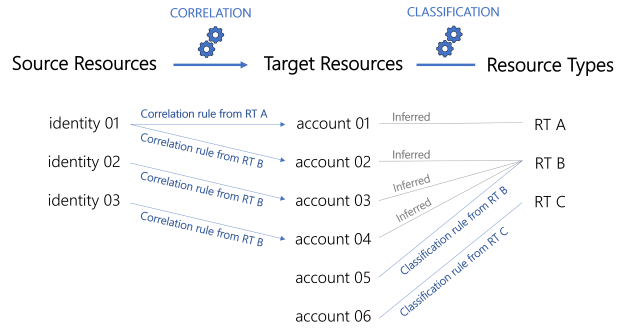 CORRELATION
CLASSIFICATION
Source Resources
Target Resources
Resource Types
identity 01
Correlation rule from RT A
account 01
Inferred
RT A
Correlation rule from RT B
identity 02
account 02
Inferred
RT B
Correlation rule from RT B
Inferred
identity 03
account 03
RT C
Correlation rule from RT B
Inferred
account 04
Classification rule from RT B
account 05
Classification rule from RT C
account 06